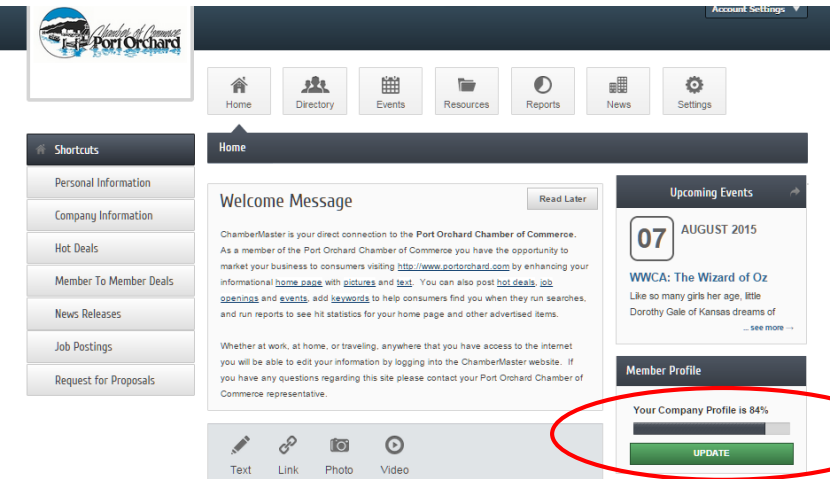 Account Settings
Chamber of Commerce
Port Orchard
Home
Directory
Events
Resources
Reports
News
Settings
Shortcuts
Personal Information
Company Information
Hot Deals
Member To Member Deals
News Releases
Job Postings
Request for Proposals
Home
Welcome Message
Read Later
ChamberMaster is your direct connection to the Port Orchard Chamber of Commerce.
As a member of the Port Orchard Chamber of Commerce you have the opportunity to
market your business to consumers visiting http://www.portorchard.com by enhancing your
informational home page with pictures and text. You can also post hot deals, job
openings and events, add keywords to help consumers find you when they run searches,
and run reports to see hit statistics for your home page and other advertised items.
Whether at work, at home, or traveling, anywhere that you have access to the internet
you will be able to edit your information by logging into the ChamberMaster website. If
you have any questions regarding this site please contact your Port Orchard Chamber of
Commerce representative.
Text
Link
Photo
Video
Upcoming Events
07
AUGUST 2015
WWCA: The Wizard of Oz
Like so many girls her age, little
Dorothy Gale of Kansas dreams of
... see more
Member Profile
Your Company Profile is 84%
UPDATE